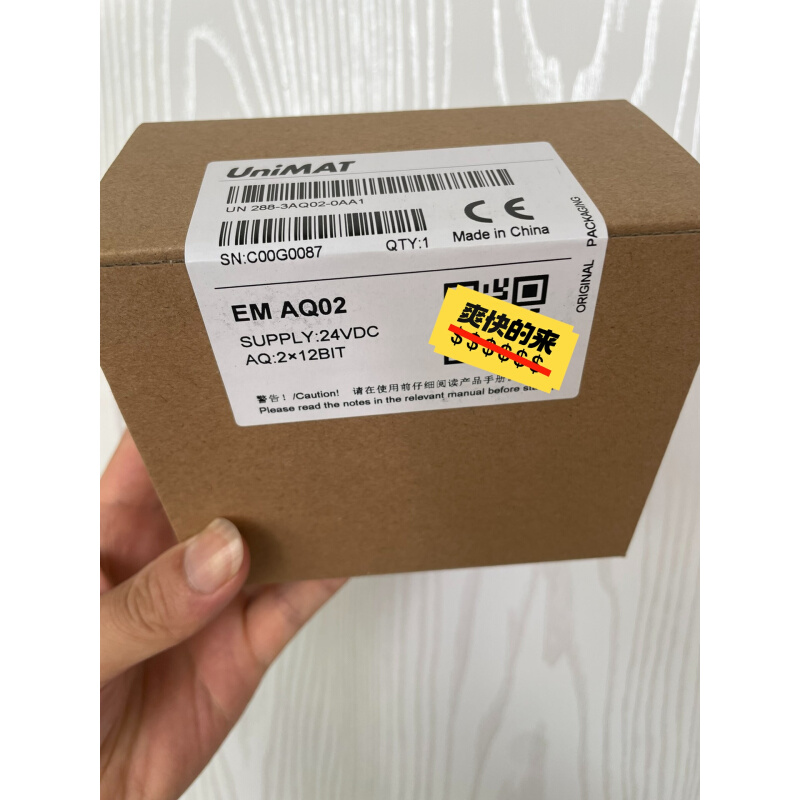 UniMAT
UN 288-3AQ02-0AA1
SN:C00G0087
QTY:1
CE
Made in China
ORIGINAL PACKAGING
EM AQ02
SUPPLY:24VDC
AQ:2×12BIT
爽快的来
$$$$$$
警告！/Caution! 请在使用前仔细阅读产品手册
Please read the notes in the relevant manual before